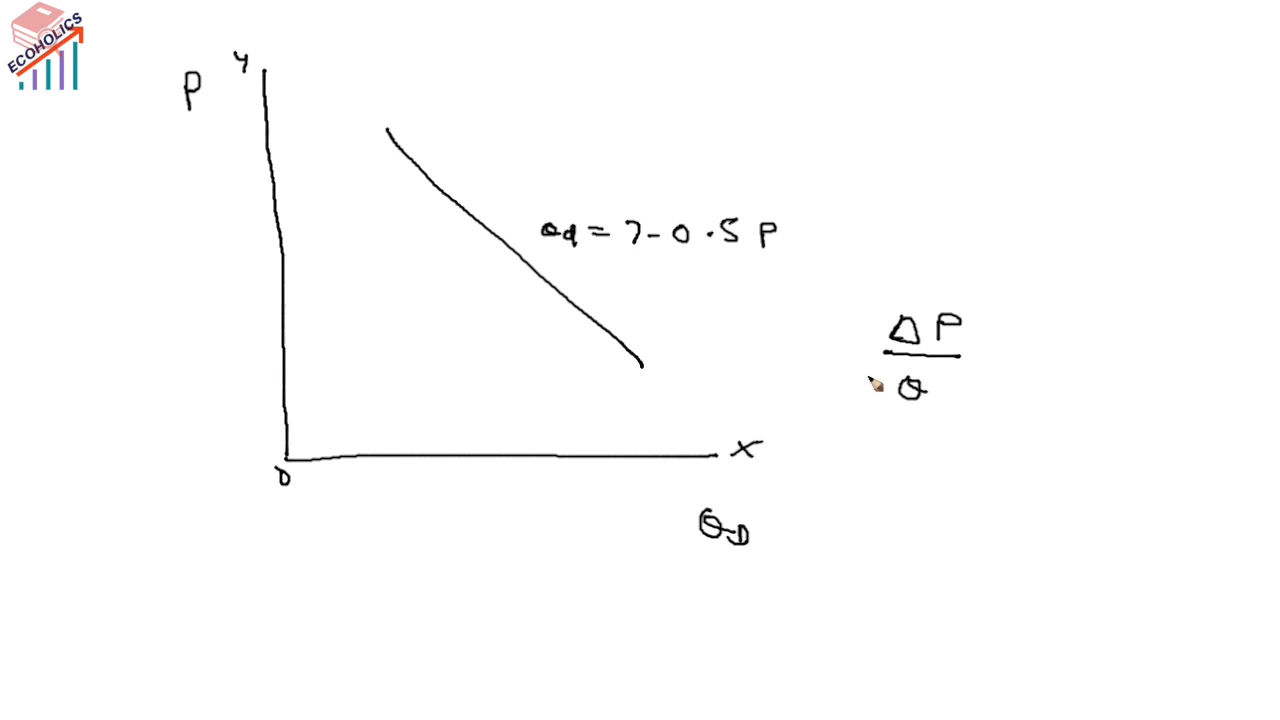 ECOHOLICS
P
Y
Qd = 7-0.5 P
ΔP
Q
X
0
QD